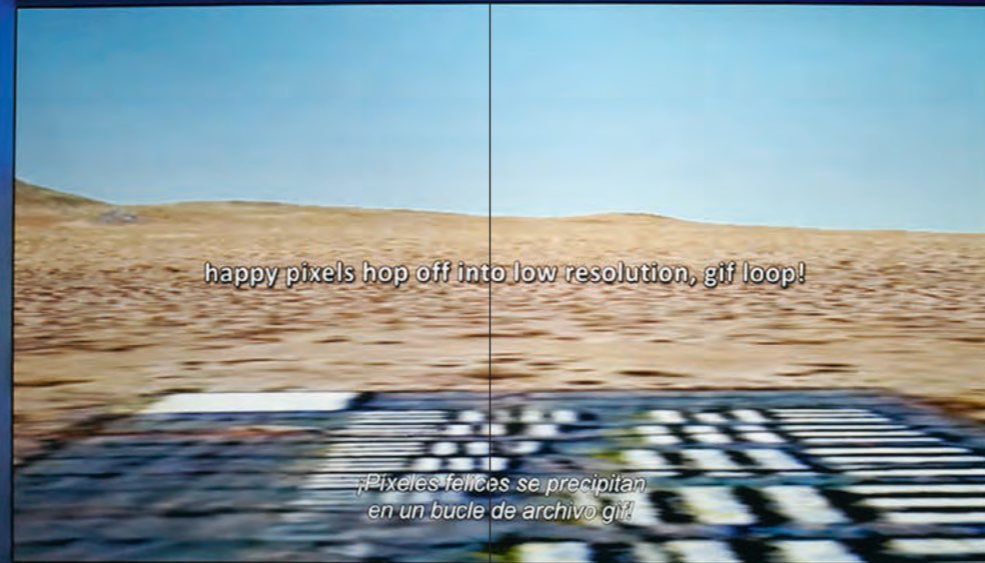 happy pixels hop off into low resolution, gif loop!
¡Píxeles felices se precipitan
en un bucle de archivo gif!